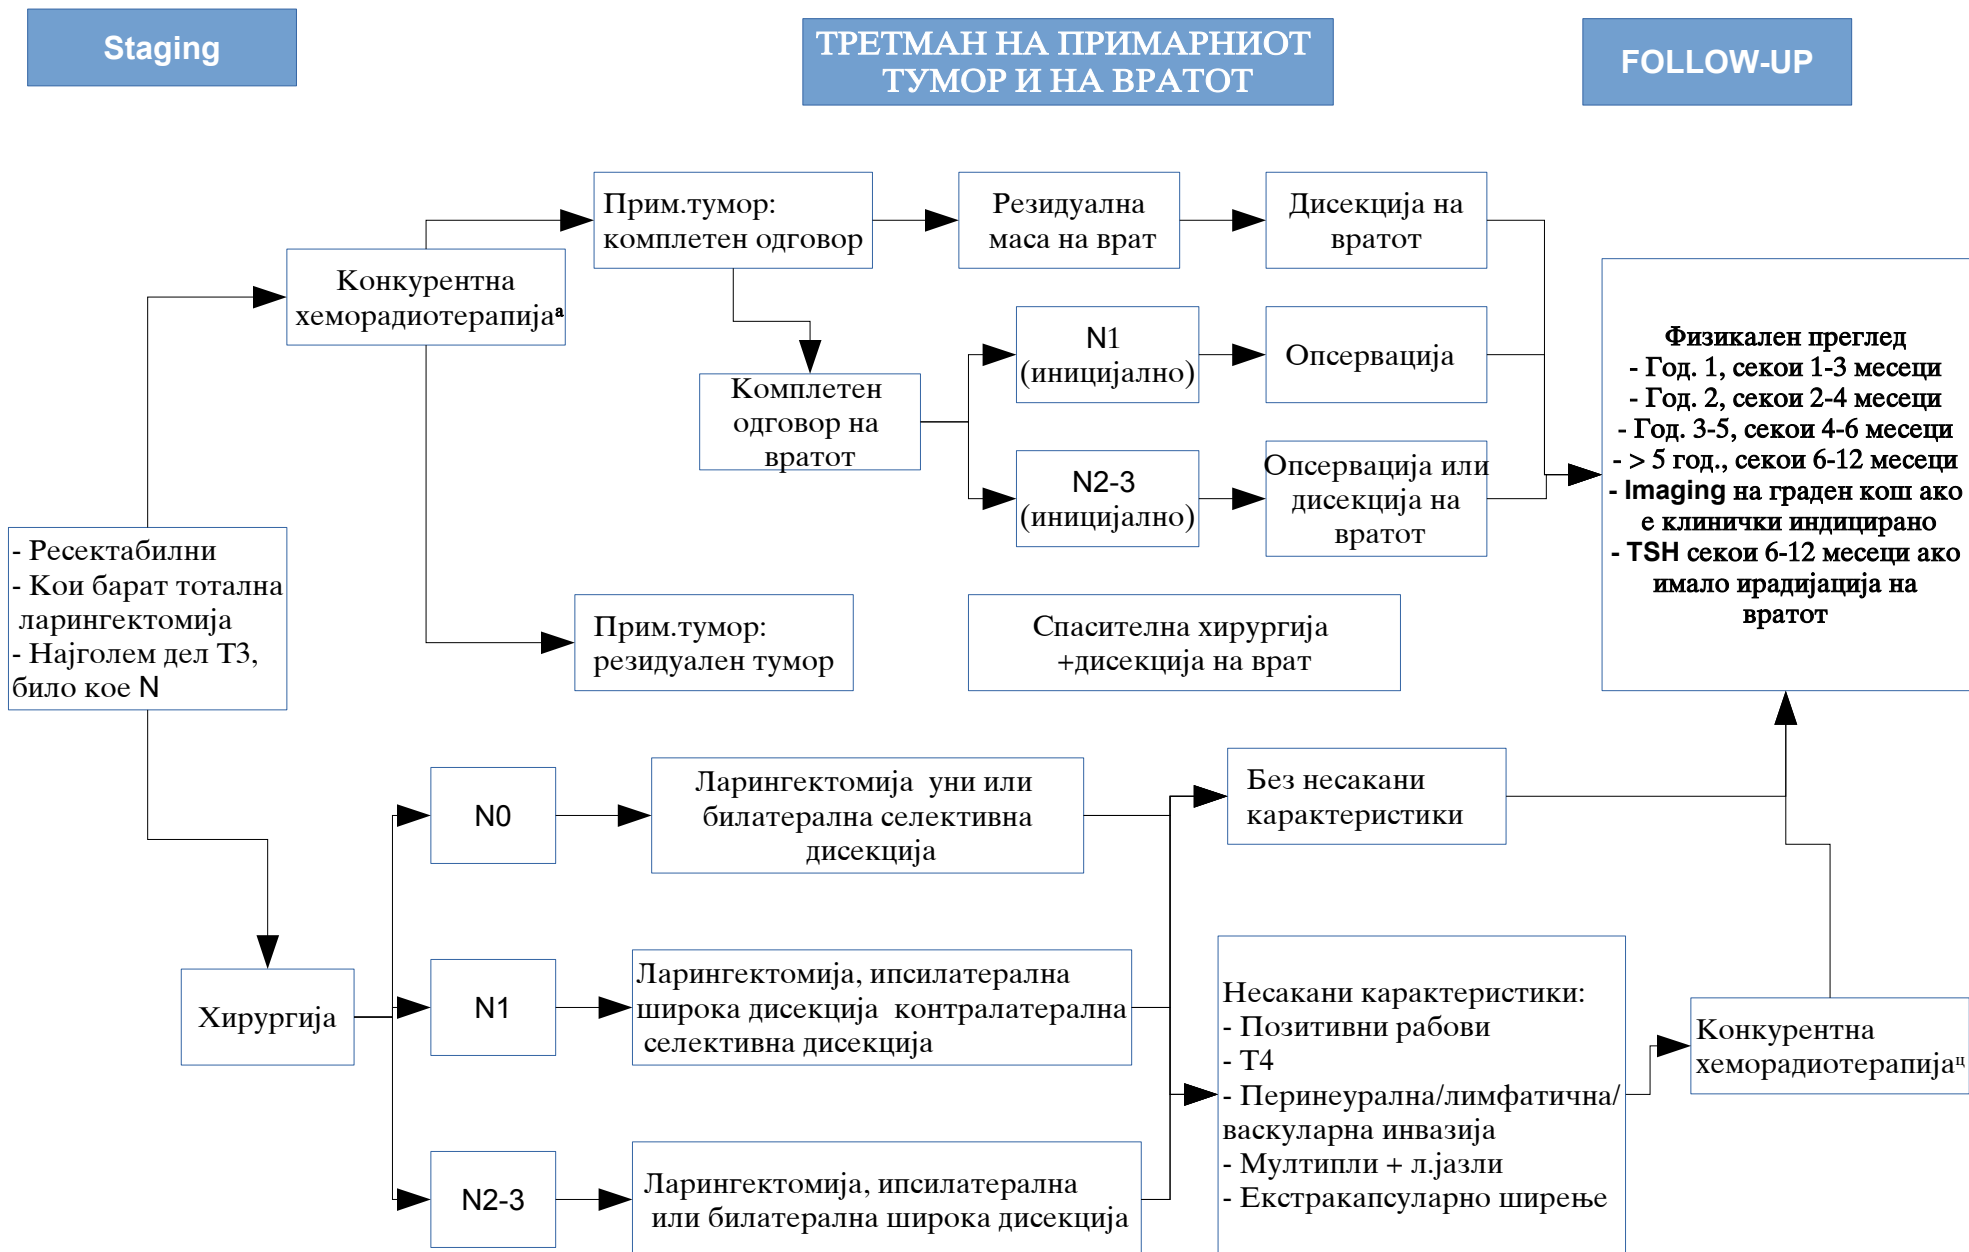 Staging
ТРЕТМАН НА ПРИМАРНИОТ
ТУМОР И НА ВРАТОТ
FOLLOW-UP
Прим.тумор:
комплетен одговор
Резидуална
маса на врат
Дисекција на
вратот
Конкурентна
хеморадиотерапијаª
N1
(иницијално)
Опсервација
Комплетен
одговор на
вратот
N2-3
(иницијално)
Опсервација или
дисекција на
вратот
Физикален преглед
- Год. 1, секои 1-3 месеци
- Год. 2, секои 2-4 месеци
- Год. 3-5, секои 4-6 месеци
- > 5 год., секои 6-12 месеци
- Imaging на граден кош ако
е клинички индицирано
- TSH секои 6-12 месеци ако
имало ирадијација на
вратот
- Ресектабилни
- Кои барат тотална
ларингектомија
- Најголем дел Т3,
било кое N
Прим.тумор:
резидуален тумор
Спасителна хирургија
+дисекција на врат
N0
Ларингектомија уни или
билатерална селективна
дисекција
Без несакани
карактеристики
Хирургија
N1
Ларингектомија, ипсилатерална
широка дисекција контралатерална
селективна дисекција
Несакани карактеристики:
- Позитивни рабови
- Т4
- Перинеурална/лимфатична/
васкуларна инвазија
- Мултипли + л.јазли
- Екстракапсуларно ширење
Конкурентна
хеморадиотерапијац
N2-3
Ларингектомија, ипсилатерална
или билатерална широка дисекција